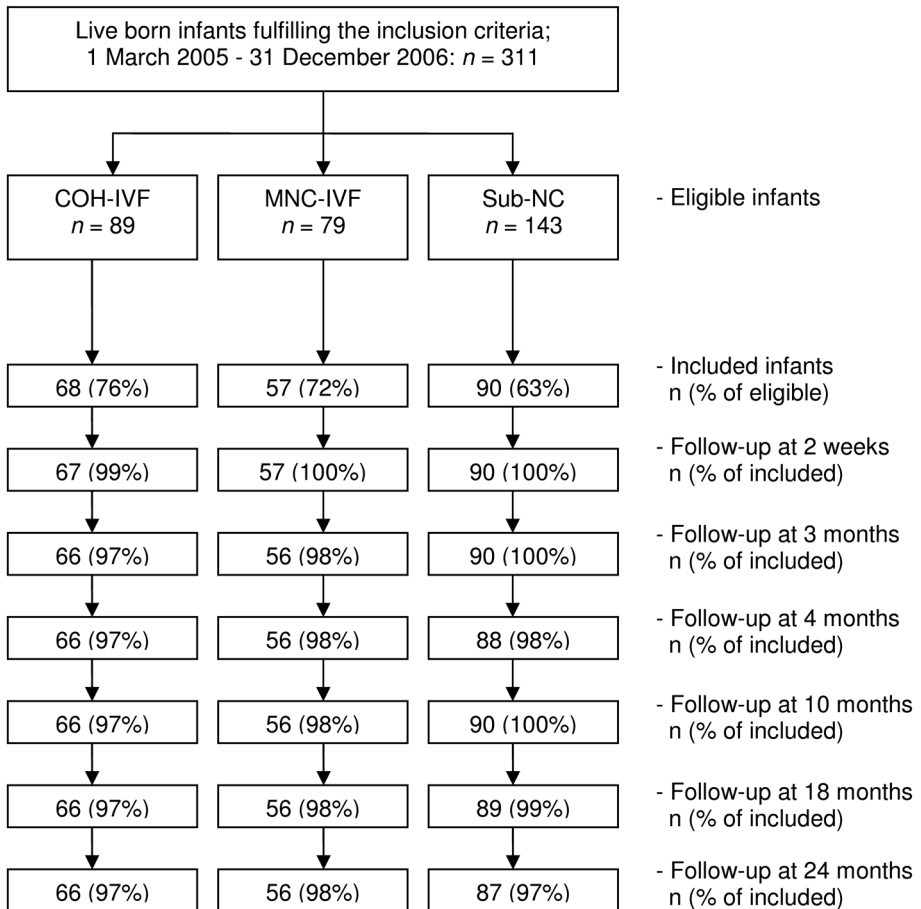 Live born infants fulfilling the inclusion criteria;
1 March 2005 - 31 December 2006: n = 311
COH-IVF
n = 89
MNC-IVF
n = 79
Sub-NC
n = 143
- Eligible infants
68 (76%)
57 (72%)
90 (63%)
- Included infants
n (% of eligible)
67 (99%)
57 (100%)
90 (100%)
- Follow-up at 2 weeks
n (% of included)
66 (97%)
56 (98%)
90 (100%)
- Follow-up at 3 months
n (% of included)
66 (97%)
56 (98%)
88 (98%)
- Follow-up at 4 months
n (% of included)
66 (97%)
56 (98%)
90 (100%)
- Follow-up at 10 months
n (% of included)
66 (97%)
56 (98%)
89 (99%)
- Follow-up at 18 months
n (% of included)
66 (97%)
56 (98%)
87 (97%)
- Follow-up at 24 months
n (% of included)